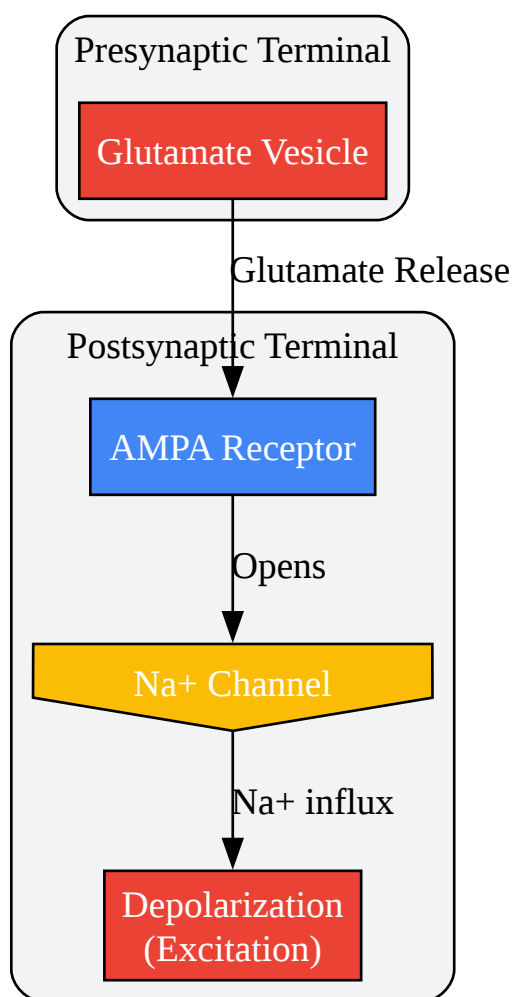 Presynaptic Terminal
Glutamate Vesicle
Glutamate Release
Postsynaptic Terminal
AMPA Receptor
Opens
Na+ Channel
Na+ influx
Depolarization
(Excitation)